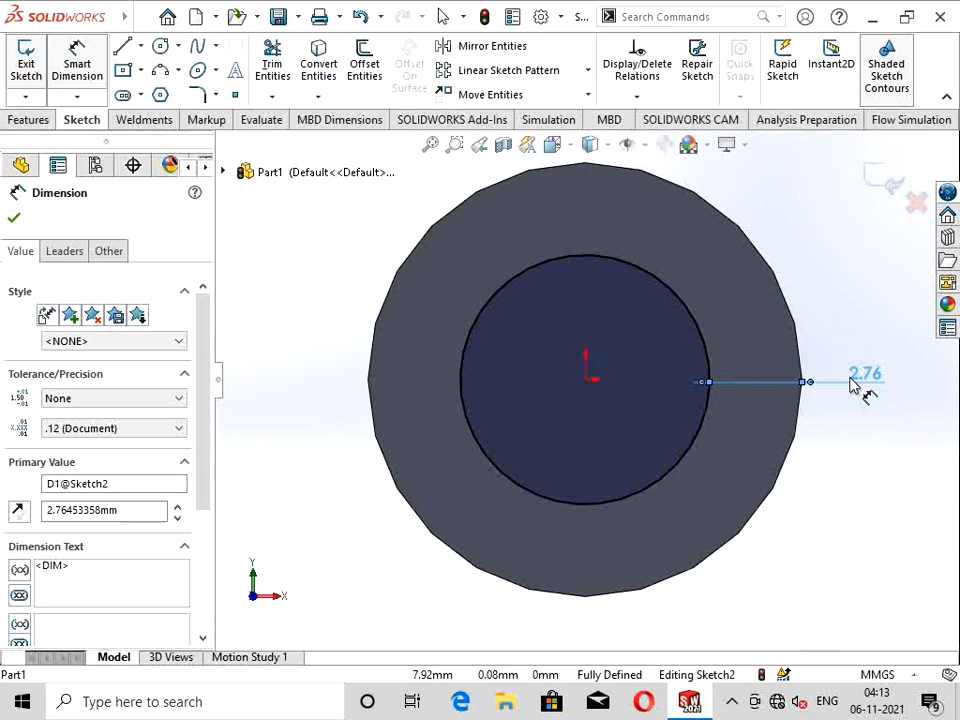 SOLIDWORKS
S...
Search Commands
Exit Sketch
Smart Dimension
Trim Entities
Convert Entities
Offset Entities
Offset On Surface
Mirror Entities
Linear Sketch Pattern
Move Entities
Display/Delete Relations
Repair Sketch
Quick Snaps
Rapid Sketch
Instant2D
Shaded Sketch Contours
Features
Sketch
Weldments
Markup
Evaluate
MBD Dimensions
SOLIDWORKS Add-Ins
Simulation
MBD
SOLIDWORKS CAM
Analysis Preparation
Flow Simulation
Part1 (Default<<Default>...
Dimension
Value
Leaders
Other
Style
<NONE>
Tolerance/Precision
None
.12 (Document)
Primary Value
D1@Sketch2
2.76453358mm
Dimension Text
<DIM>
2.76
Y
X
Model
3D Views
Motion Study 1
Part1
7.92mm
0.08mm
0mm
Fully Defined
Editing Sketch2
MMGS
Type here to search
ENG
04:13
06-11-2021
9